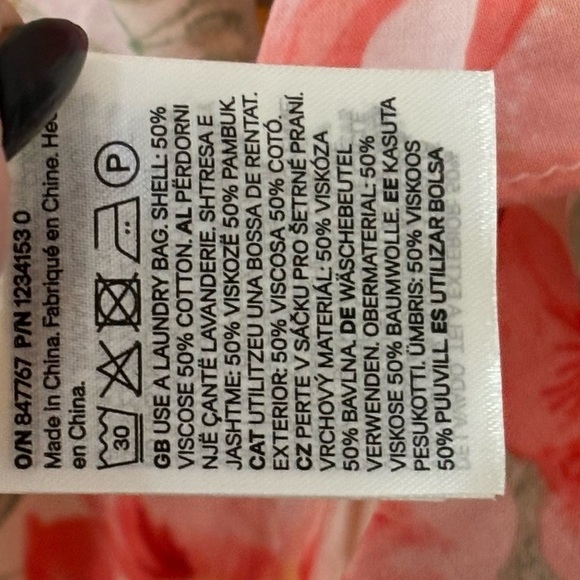 O/N 847767 P/N 1234153 0
Made in China. Fabriqué en Chine.
en China.
30
P
GB USE A LAUNDRY BAG. SHELL: 50%
VISCOSE 50% COTTON. AL PËRDORNI
NJË ÇANTË LAVANDERIE. SHTRESA E
JASHTME: 50% VISKOZË 50% PAMBUK.
CAT UTILITZEU UNA BOSSA DE RENTAT.
EXTERIOR: 50% VISCOSA 50% COTÓ.
CZ PERTE V SÁČKU PRO ŠETRNÉ PRANÍ.
VRCHOVÝ MATERIÁL: 50% VISKÓZA
50% BAVLNA. DE WÄSCHEBEUTEL
VERWENDEN. OBERMATERIAL: 50%
VISKOSE 50% BAUMWOLLE. EE KASUTA
PESUKOTTI. ÜMBRIS: 50% VISKOOS
50% PUUVILL ES UTILIZAR BOLSA